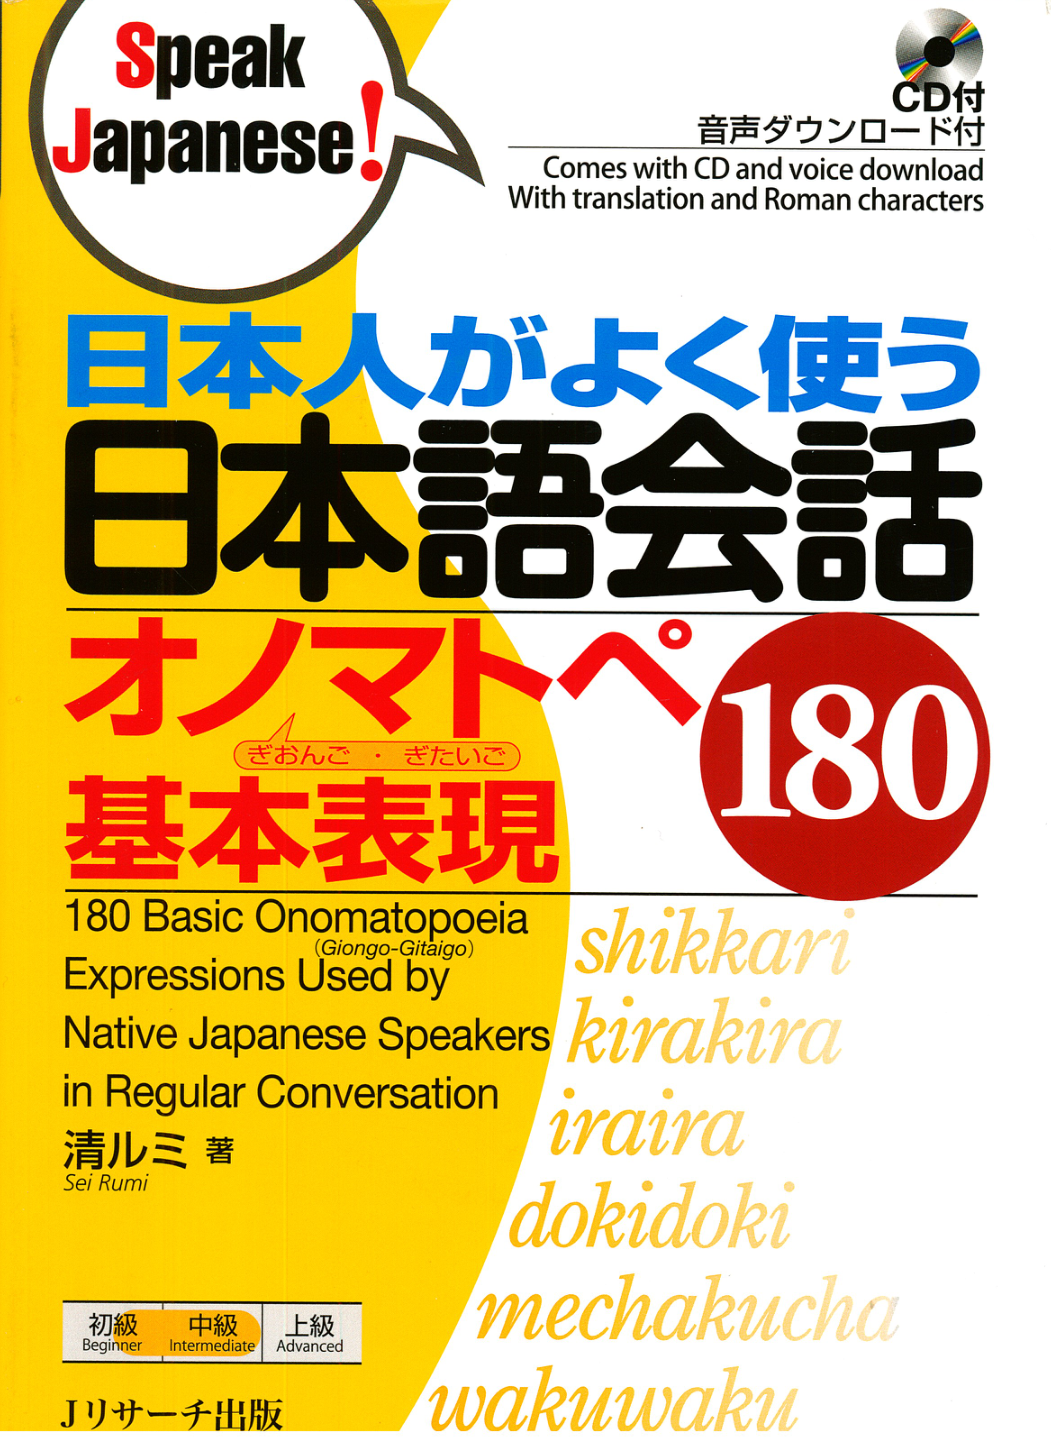 Speak
Japanese!
CD付
音声ダウンロード付
Comes with CD and voice download
With translation and Roman characters
日本人がよく使う
日本語会話
オノマトペ
180
ぎおんご ・ ぎたいご
基本表現
180 Basic Onomatopoeia
(Giongo-Gitaigo)
Expressions Used by
Native Japanese Speakers
in Regular Conversation
清ルミ 著
Sei Rumi
shikkari
kirakira
iraira
dokidoki
mechakucha
wakuwaku
初級 中級 上級
Beginner Intermediate Advanced
Jリサーチ出版